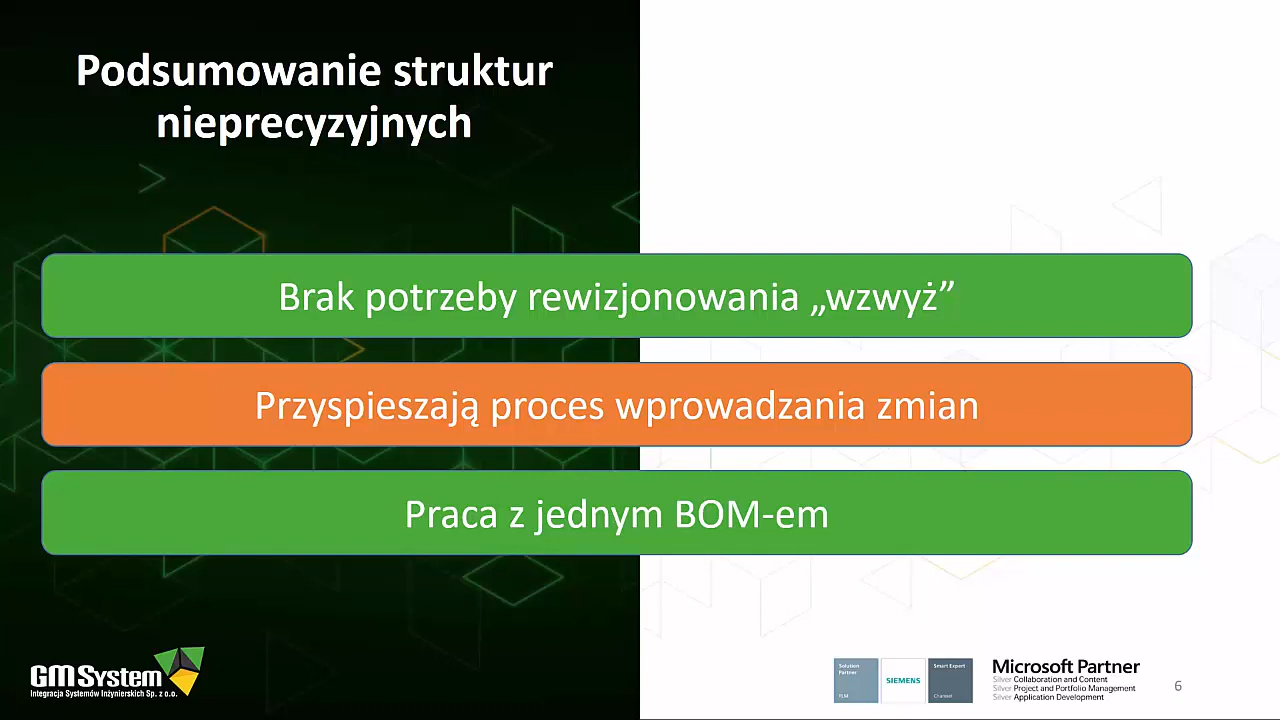 Podsumowanie struktur
nieprecyzyjnych
Brak potrzeby rewizjonowania „wzwyż”
Przyspieszają proces wprowadzania zmian
Praca z jednym BOM-em
GM System
Integracja Systemów Inżynierskich Sp. z o.o.
Solution
Partner
PLM
SIEMENS
Smart Expert
Channel
Microsoft Partner
Silver Collaboration and Content
Silver Project and Portfolio Management
Silver Application Development
6